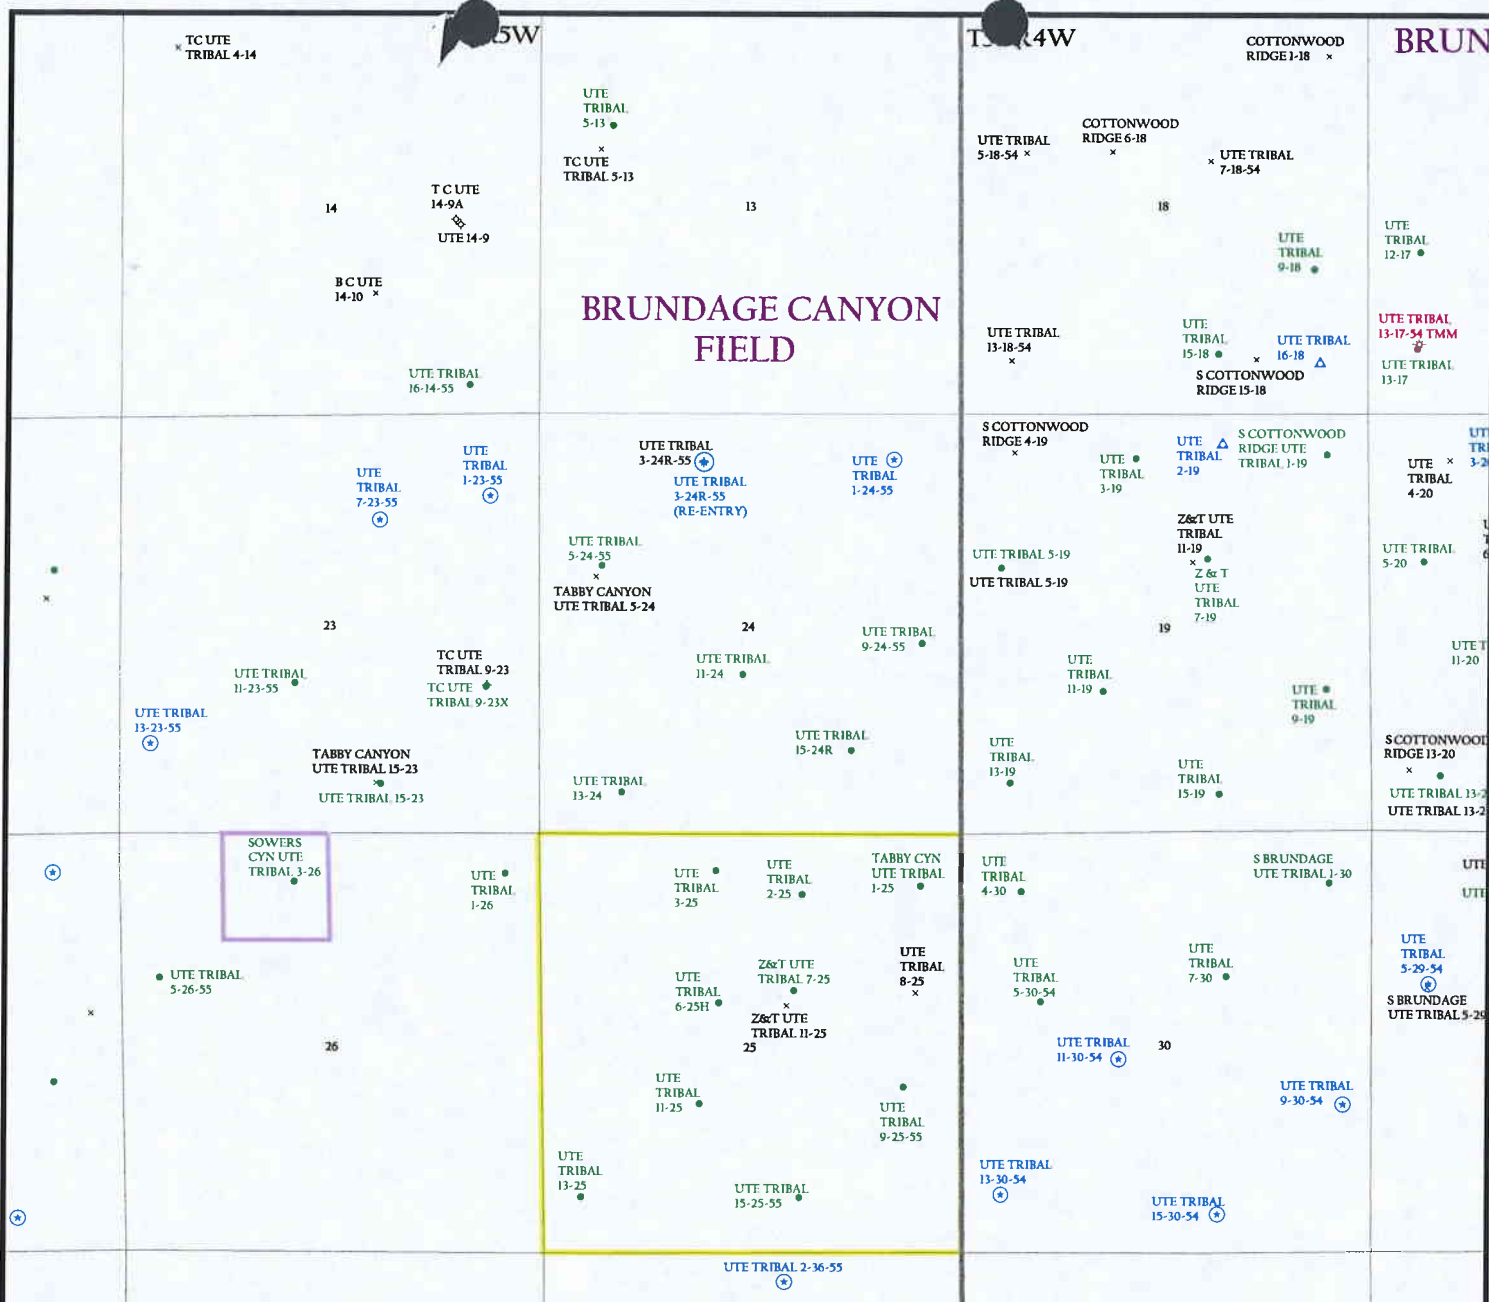 TC UTE
TRIBAL 4-14
5W
R4W
COTTONWOOD
RIDGE 1-18
BRUN
UTE
TRIBAL
5-13
TC UTE
TRIBAL 5-13
UTE TRIBAL
5-18-54
COTTONWOOD
RIDGE 6-18
UTE TRIBAL
7-18-54
T C UTE
14-9A
UTE 14-9
14
13
18
UTE
TRIBAL
9-18
UTE
TRIBAL
12-17
B C UTE
14-10
BRUNDAGE CANYON
FIELD
UTE TRIBAL
13-18-54
UTE
TRIBAL
15-18
UTE TRIBAL
16-18
S COTTONWOOD
RIDGE 15-18
UTE TRIBAL
13-17-54 TMM
UTE TRIBAL
13-17
UTE TRIBAL
16-14-55
UTE
TRIBAL
7-23-55
UTE
TRIBAL
1-23-55
UTE TRIBAL
3-24R-55
UTE TRIBAL
3-24R-55
(RE-ENTRY)
UTE
TRIBAL
1-24-55
S COTTONWOOD
RIDGE 4-19
UTE
TRIBAL
3-19
UTE
TRIBAL
2-19
S COTTONWOOD
RIDGE UTE
TRIBAL 1-19
UTE
TRIBAL
4-20
UTE TRIBAL
5-24-55
TABBY CANYON
UTE TRIBAL 5-24
UTE TRIBAL 5-19
UTE TRIBAL 5-19
Z&T UTE
TRIBAL
11-19
Z & T
UTE
TRIBAL
7-19
UTE TRIBAL
5-20
23
24
19
UTE TRIBAL
11-23-55
TC UTE
TRIBAL 9-23
TC UTE
TRIBAL 9-23X
UTE TRIBAL
11-24
UTE TRIBAL
9-24-55
UTE
TRIBAL
11-19
UTE
TRIBAL
9-19
UTE T
11-20
UTE TRIBAL
13-23-55
TABBY CANYON
UTE TRIBAL 15-23
UTE TRIBAL 15-23
UTE TRIBAL
13-24
UTE TRIBAL
15-24R
UTE
TRIBAL
13-19
UTE
TRIBAL
15-19
S COTTONWOOD
RIDGE 13-20
UTE TRIBAL 13-2
UTE TRIBAL 13-2
SOWERS
CYN UTE
TRIBAL 3-26
UTE
TRIBAL
1-26
UTE
TRIBAL
3-25
UTE
TRIBAL
2-25
TABBY CYN
UTE TRIBAL
1-25
UTE
TRIBAL
4-30
S BRUNDAGE
UTE TRIBAL 1-30
UTE
UTE
UTE TRIBAL
5-26-55
UTE
TRIBAL
6-25H
Z&T UTE
TRIBAL 7-25
Z&T UTE
TRIBAL 11-25
UTE
TRIBAL
8-25
UTE
TRIBAL
5-30-54
UTE
TRIBAL
7-30
UTE
TRIBAL
5-29-54
S BRUNDAGE
UTE TRIBAL 5-29
26
25
30
UTE TRIBAL
11-30-54
UTE TRIBAL
9-30-54
UTE
TRIBAL
11-25
UTE
TRIBAL
9-25-55
UTE
TRIBAL
13-25
UTE TRIBAL
15-25-55
UTE TRIBAL
13-30-54
UTE TRIBAL
15-30-54
UTE TRIBAL 2-36-55